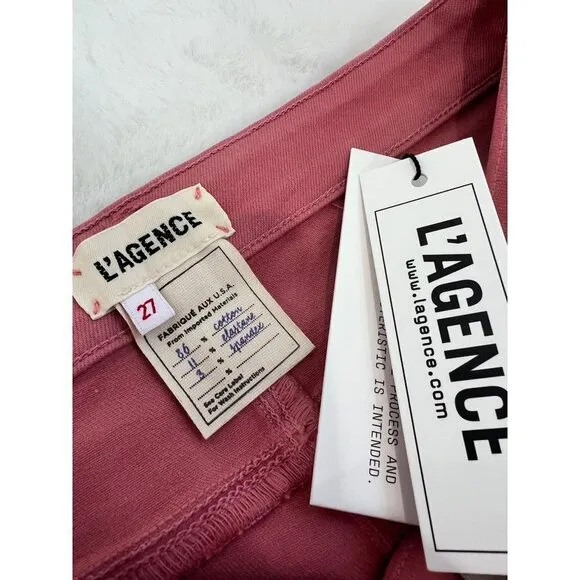 L'AGENCE
27
FABRIQUÉ AUX U.S.A.
From Imported Materials
86 % cotton
11 % elastane
3 % spandex
See Care Label
For Wash Instructions
L'AGENCE
www.lagence.com
PROCESS AND
IS INTENDED.